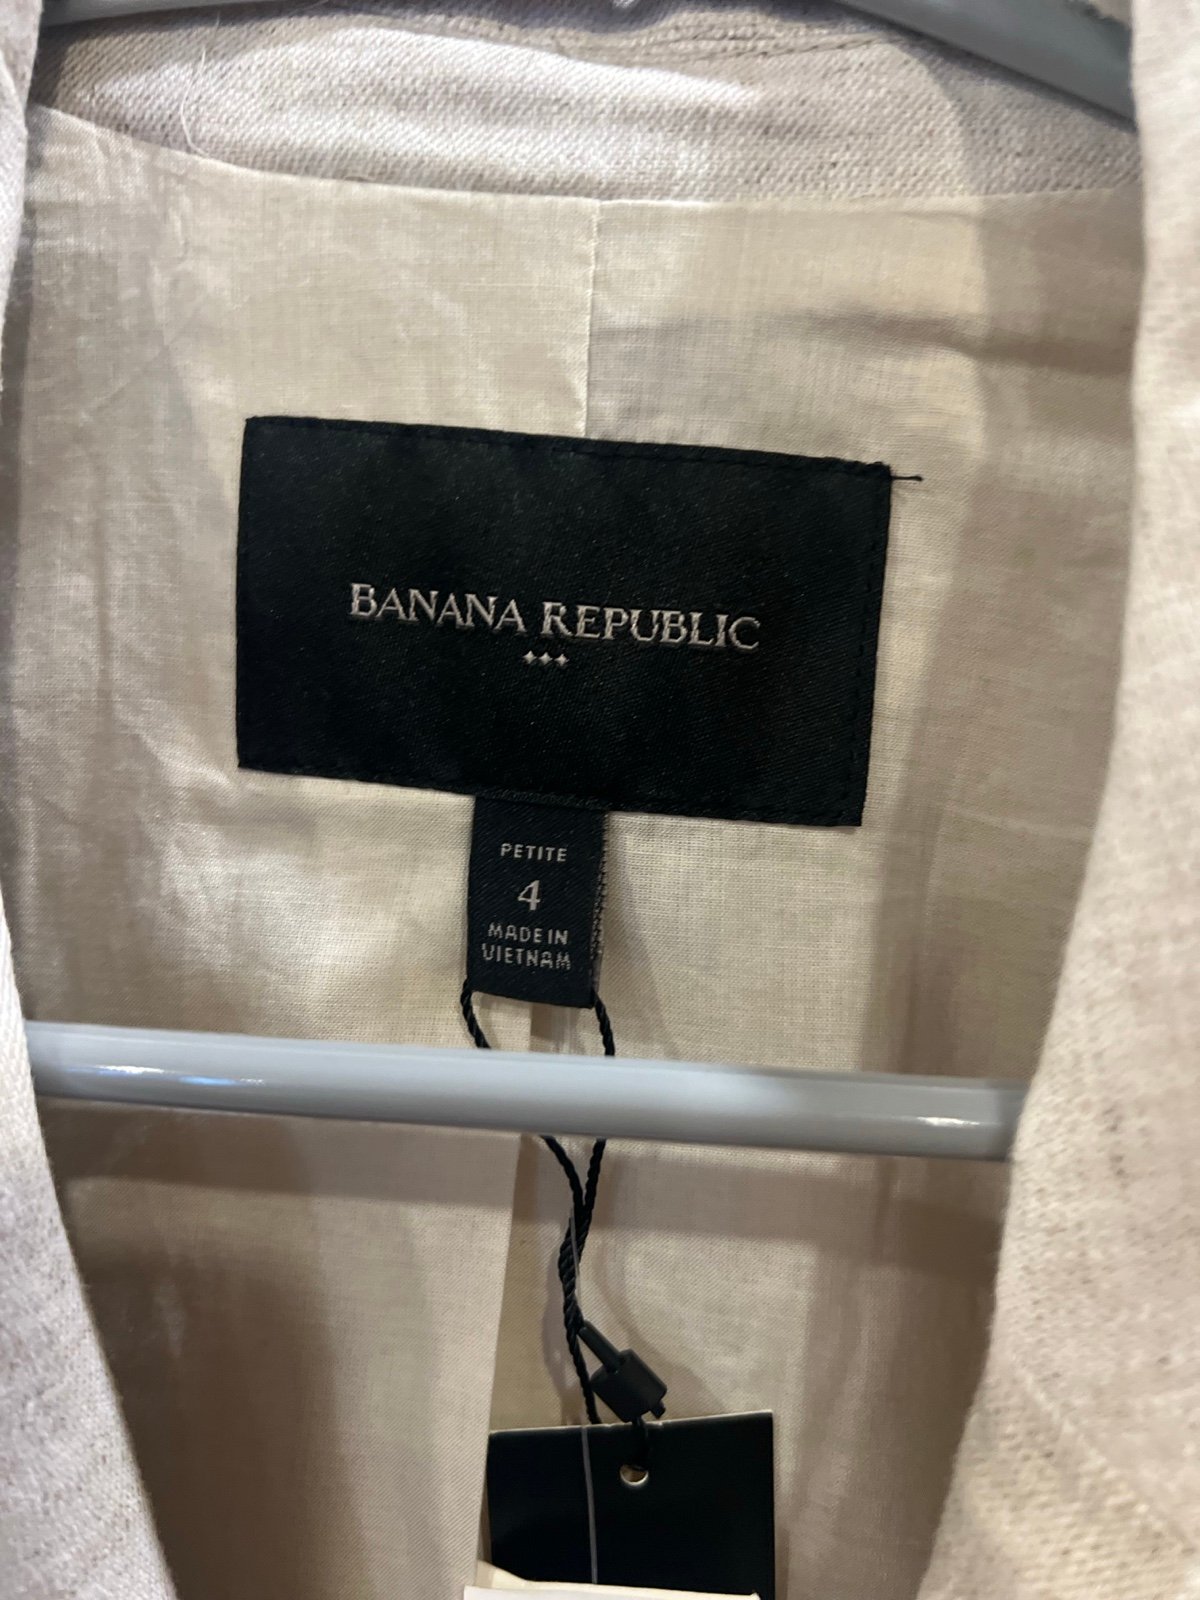 BANANA REPUBLIC
PETITE
4
MADE IN
VIETNAM